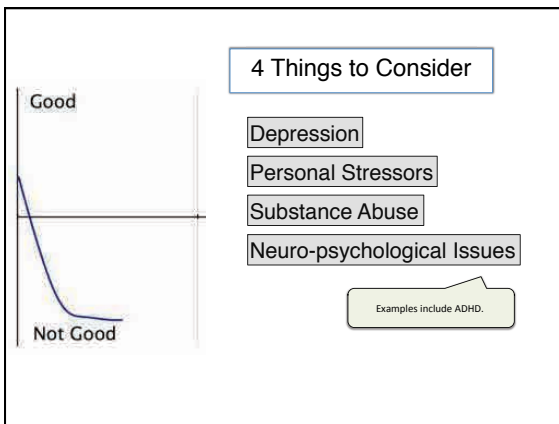 4 Things to Consider
Good
Depression
Personal Stressors
Substance Abuse
Neuro-psychological Issues
Examples include ADHD.
Not Good